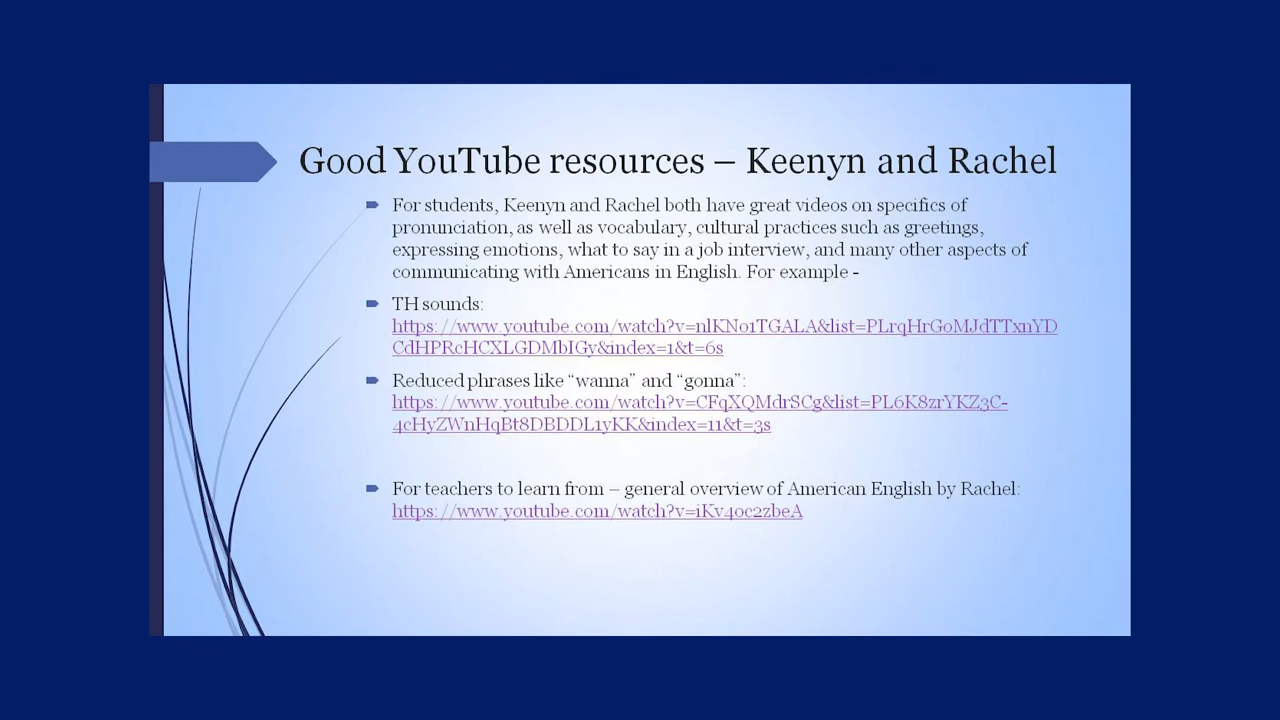 Good YouTube resources – Keenyn and Rachel
For students, Keenyn and Rachel both have great videos on specifics of
pronunciation, as well as vocabulary, cultural practices such as greetings,
expressing emotions, what to say in a job interview, and many other aspects of
communicating with Americans in English. For example -
TH sounds:
https://www.youtube.com/watch?v=nlKNo1TGALA&list=PLrqHrGoMJdTTxnYD
CdHPRcHCXLGDMbIGy&index=1&t=6s
Reduced phrases like “wanna” and “gonna”:
https://www.youtube.com/watch?v=CFqXQMdrSCg&list=PL6K8zrYKZ3C-
4cHyZWnHqBt8DBDDL1yKK&index=11&t=3s
For teachers to learn from – general overview of American English by Rachel:
https://www.youtube.com/watch?v=iKv4oc2zbeA